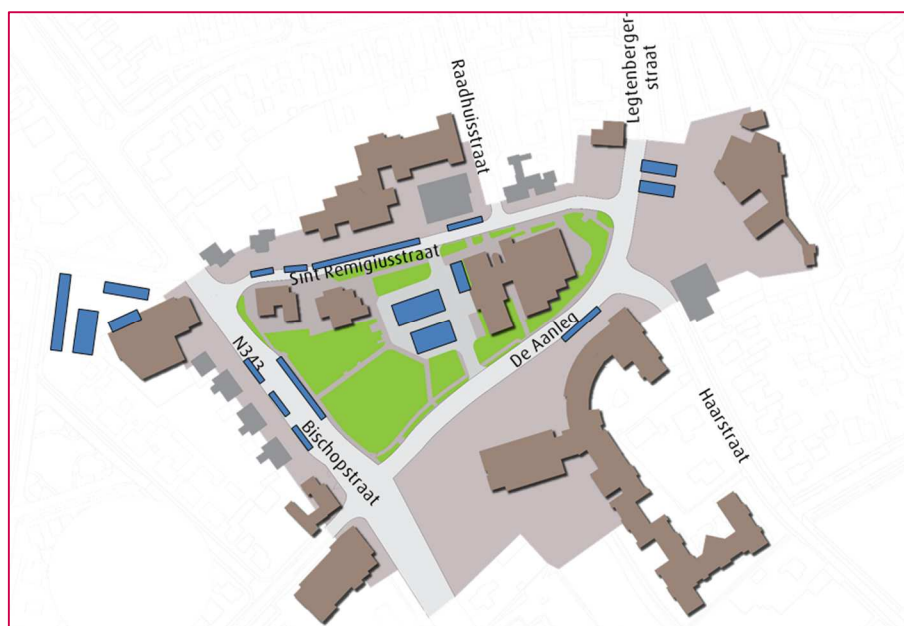 Legtenberger-
straat
Raadhuisstraat
Sint Remigiusstraat
De Aanleg
N343
Bischopstraat
Haarstraat